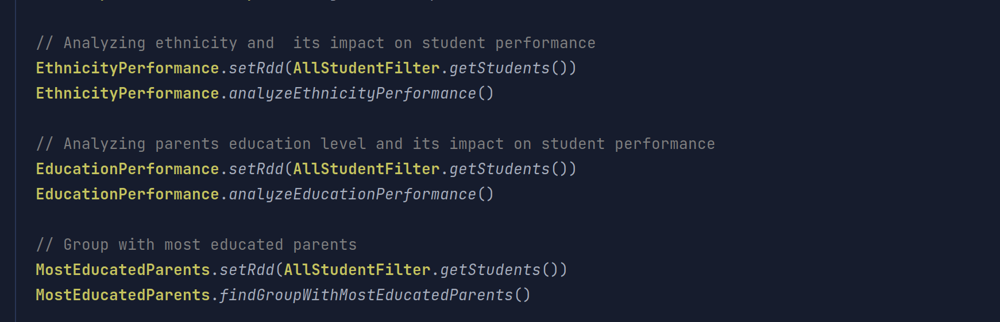 // Analyzing ethnicity and  its impact on student performance
EthnicityPerformance.setRdd(AllStudentFilter.getStudents())
EthnicityPerformance.analyzeEthnicityPerformance()
// Analyzing parents education level and its impact on student performance
EducationPerformance.setRdd(AllStudentFilter.getStudents())
EducationPerformance.analyzeEducationPerformance()
// Group with most educated parents
MostEducatedParents.setRdd(AllStudentFilter.getStudents())
MostEducatedParents.findGroupWithMostEducatedParents()